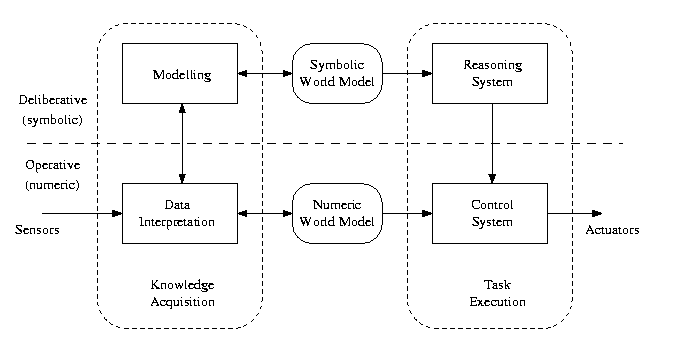 Modelling
Symbolic
World Model
Reasoning
System
Deliberative
(symbolic)
Operative
(numeric)
Data
Interpretation
Numeric
World Model
Control
System
Sensors
Actuators
Knowledge
Acquisition
Task
Execution